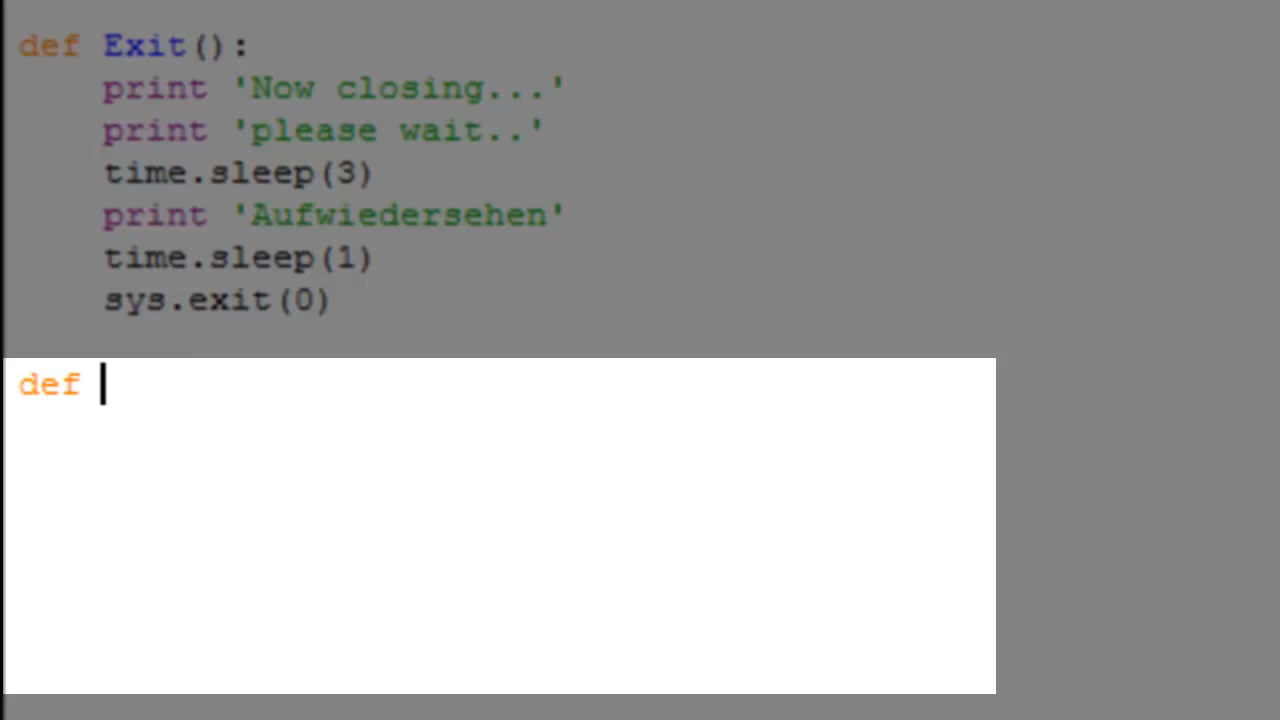 def Exit():
    print 'Now closing...'
    print 'please wait..'
    time.sleep(3)
    print 'Aufwiedersehen'
    time.sleep(1)
    sys.exit(0)
def